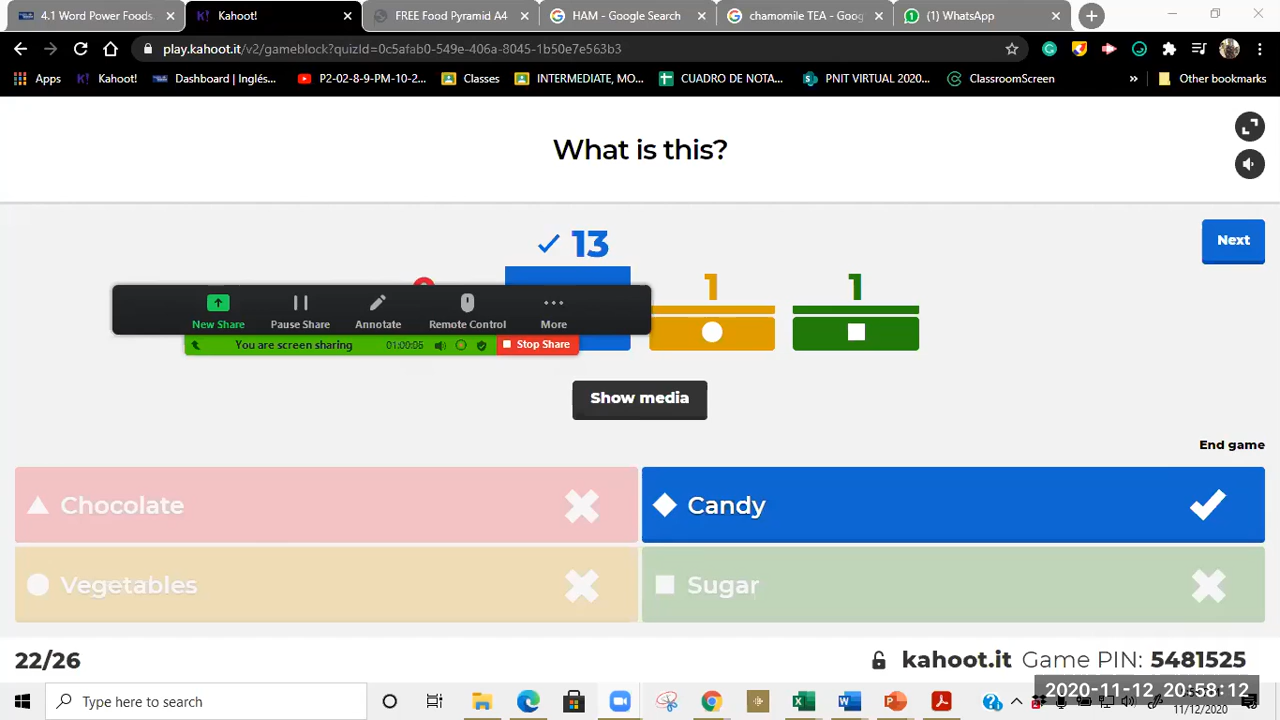 4.1 Word Power Foods.
Kahoot!
FREE Food Pyramid A4
HAM - Google Search
chamomile TEA - Goog
(1) WhatsApp
play.kahoot.it/v2/gameblock?quizId=0c5afab0-549e-406a-8045-1b50e7e563b3
Apps
Kahoot!
Dashboard | Inglés...
P2-02-8-9-PM-10-2...
Classes
INTERMEDIATE, MO...
CUADRO DE NOTA...
PNIT VIRTUAL 2020...
ClassroomScreen
»
Other bookmarks
What is this?
Next
13
1
1
New Share
Pause Share
Annotate
Remote Control
More
You are screen sharing
01:00:05
Stop Share
Show media
End game
Chocolate
Candy
Vegetables
Sugar
22/26
kahoot.it Game PIN: 5481525
Type here to search
2020-11-12 20:58:12
11/12/2020